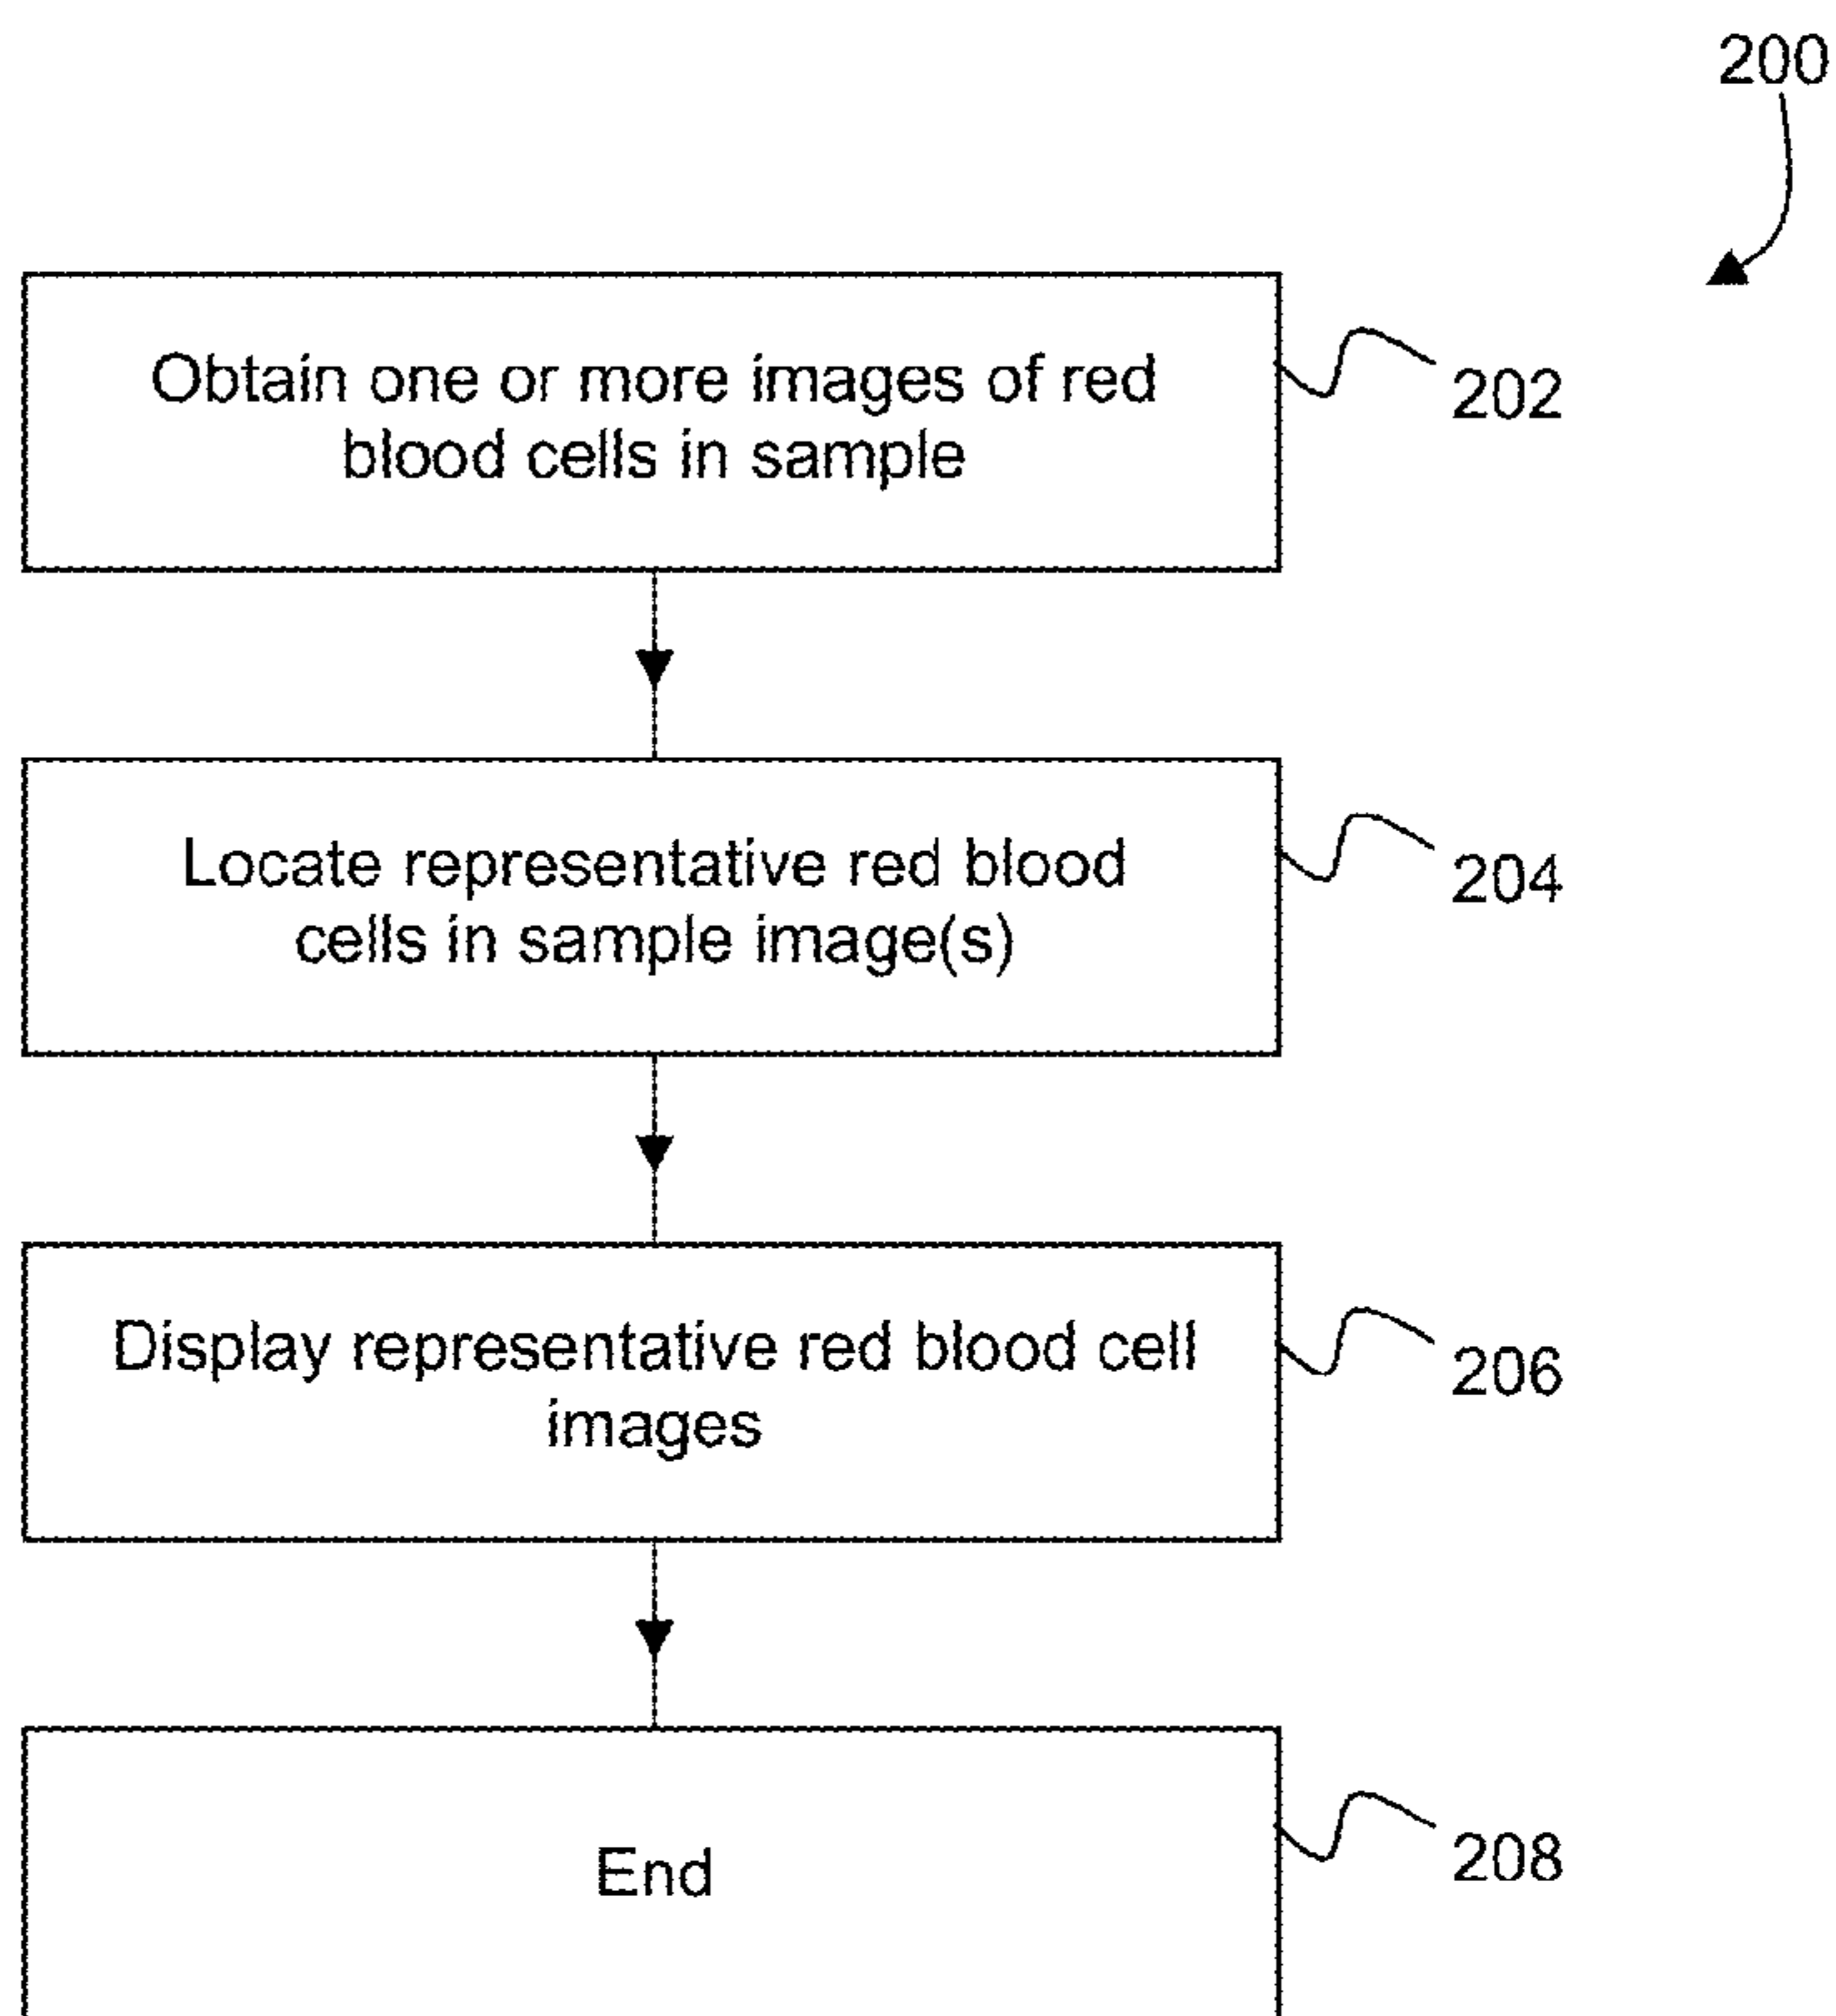 200
Obtain one or more images of red
blood cells in sample
202
Locate representative red blood
cells in sample image(s)
204
Display representative red blood cell
images
206
End
208